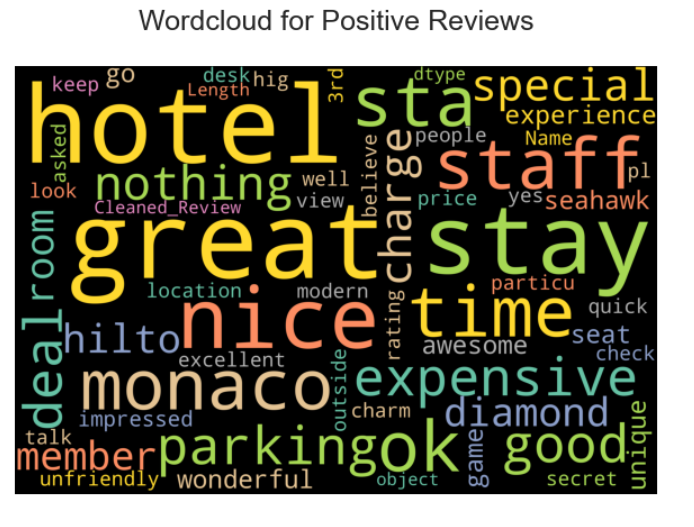 Wordcloud for Positive Reviews
keep
go
desk
hig
Length
3rd
dtype
special
hotel
sta
experience
asked
nothing
well
believe
charge
people
Name
staff
pl
look
Cleaned_Review
view
price
yes
seahawk
room
great
stay
location
modern
particu
deal
hilto
nice
rating
time
quick
excellent
awesome
seat
check
monaco
outside
expensive
impressed
charm
diamond
talk
member
parking
ok
game
good
unique
unfriendly
wonderful
object
secret